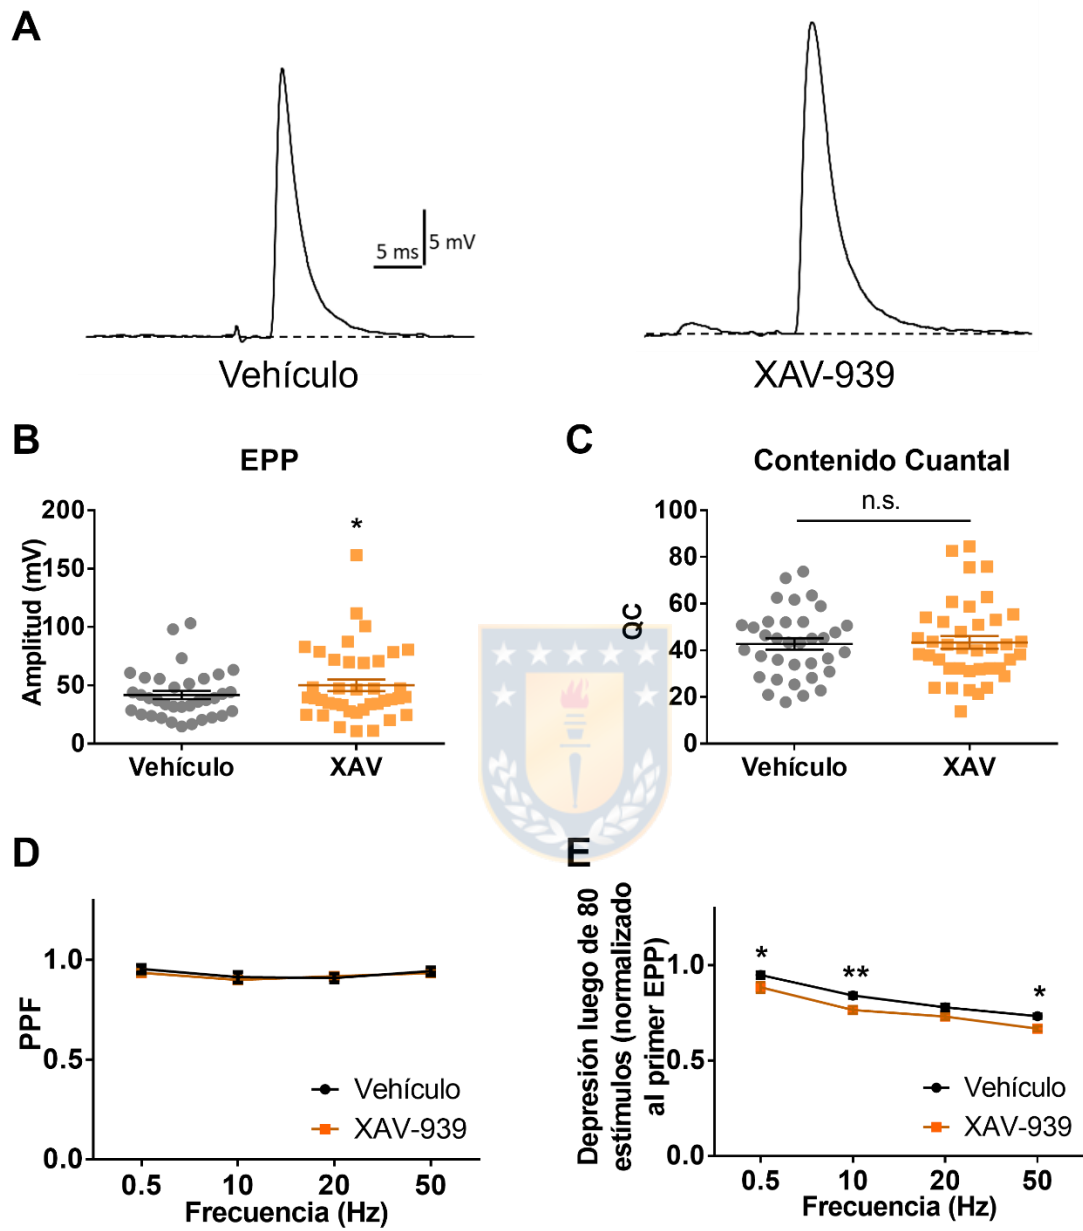 A
5 ms
5 mV
Vehículo
XAV-939
B
EPP
Amplitud (mV)
200
150
100
50
0
*
Vehículo
XAV
C
Contenido Cuantal
n.s.
QC
100
80
60
40
20
0
Vehículo
XAV
D
PPF
1.0
0.5
0.0
Vehículo
XAV-939
0.5
10
20
50
Frecuencia (Hz)
E
Depresión luego de 80
estímulos (normalizado
al primer EPP)
1.0
0.5
0.0
*
**
*
Vehículo
XAV-939
0.5
10
20
50
Frecuencia (Hz)